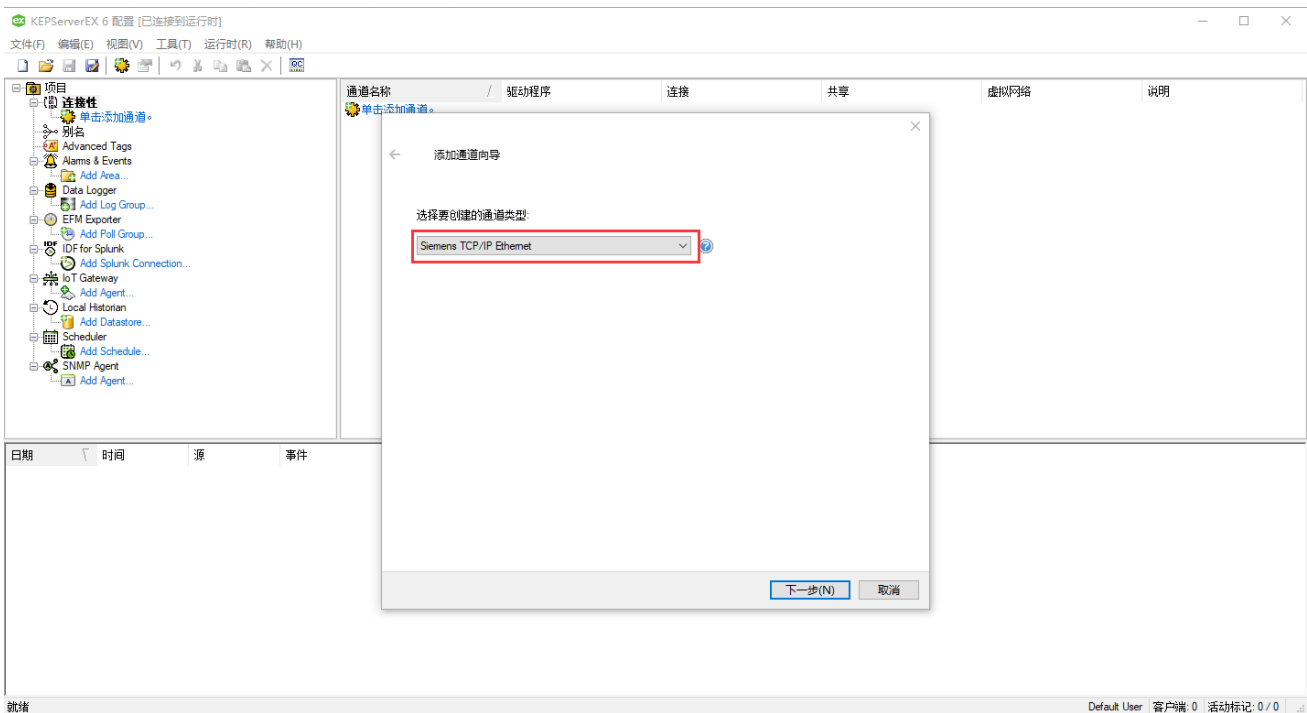 KEPServerEX 6 配置 [已连接到运行时]
文件(F) 编辑(E) 视图(V) 工具(T) 运行时(R) 帮助(H)
项目
连接性
单击添加通道。
别名
Advanced Tags
Alarms & Events
Add Area...
Data Logger
Add Log Group...
EFM Exporter
Add Poll Group...
IDF for Splunk
Add Splunk Connection...
IoT Gateway
Add Agent...
Local Historian
Add Datastore...
Scheduler
Add Schedule...
SNMP Agent
Add Agent...
通道名称 / 驱动程序 连接 共享 虚拟网络 说明
单击添加通道。
添加通道向导
选择要创建的通道类型:
Siemens TCP/IP Ethernet
下一步(N) 取消
日期 时间 源 事件
就绪
Default User 客户端: 0 活动标记: 0 / 0